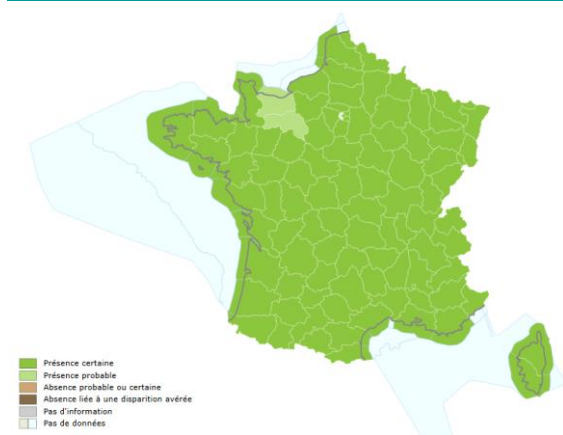 Présence certaine
Présence probable
Absence probable ou certaine
Absence liée à une disparition avérée
Pas d'information
Pas de données